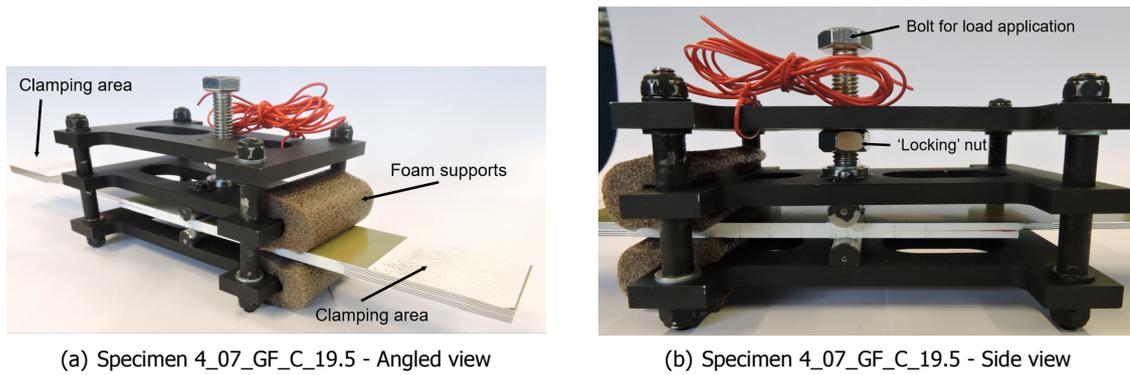 Clamping area
Foam supports
Clamping area
(a) Specimen 4_07_GF_C_19.5 - Angled view
Bolt for load application
'Locking' nut
(b) Specimen 4_07_GF_C_19.5 - Side view